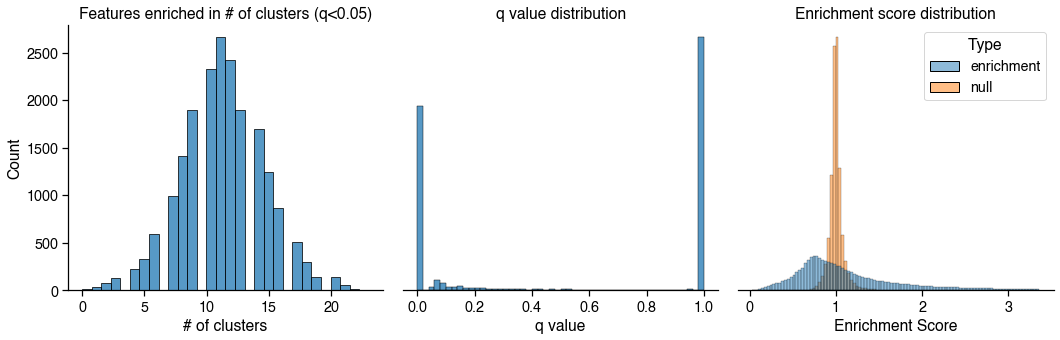 Features enriched in # of clusters (q<0.05)
q value distribution
Enrichment score distribution
Type
enrichment
null
Count
2500
2000
1500
1000
500
0
0 5 10 15 20
0.0 0.2 0.4 0.6 0.8 1.0
0 1 2 3
# of clusters
q value
Enrichment Score